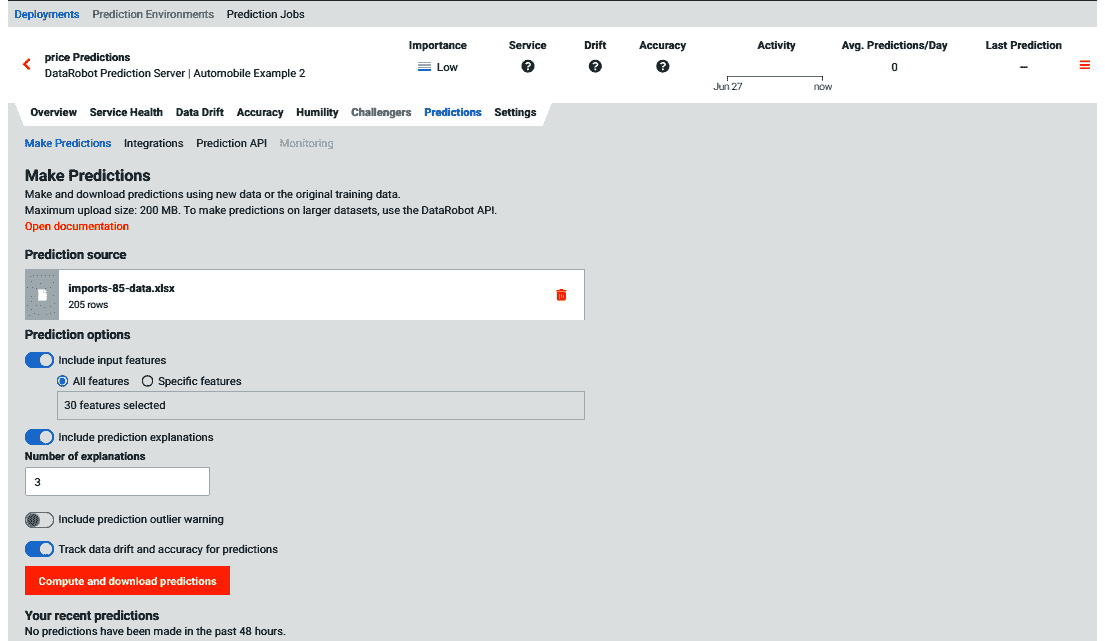 Deployments Prediction Environments Prediction Jobs
Importance Service Drift Accuracy Activity Avg. Predictions/Day Last Prediction
price Predictions
DataRobot Prediction Server | Automobile Example 2
Low ? ? ? 0 --
Jun 27 now
Overview Service Health Data Drift Accuracy Humility Challengers Predictions Settings
Make Predictions Integrations Prediction API Monitoring
Make Predictions
Make and download predictions using new data or the original training data.
Maximum upload size: 200 MB. To make predictions on larger datasets, use the DataRobot API.
Open documentation
Prediction source
imports-85-data.xlsx
205 rows
Prediction options
Include input features
All features Specific features
30 features selected
Include prediction explanations
Number of explanations
3
Include prediction outlier warning
Track data drift and accuracy for predictions
Compute and download predictions
Your recent predictions
No predictions have been made in the past 48 hours.